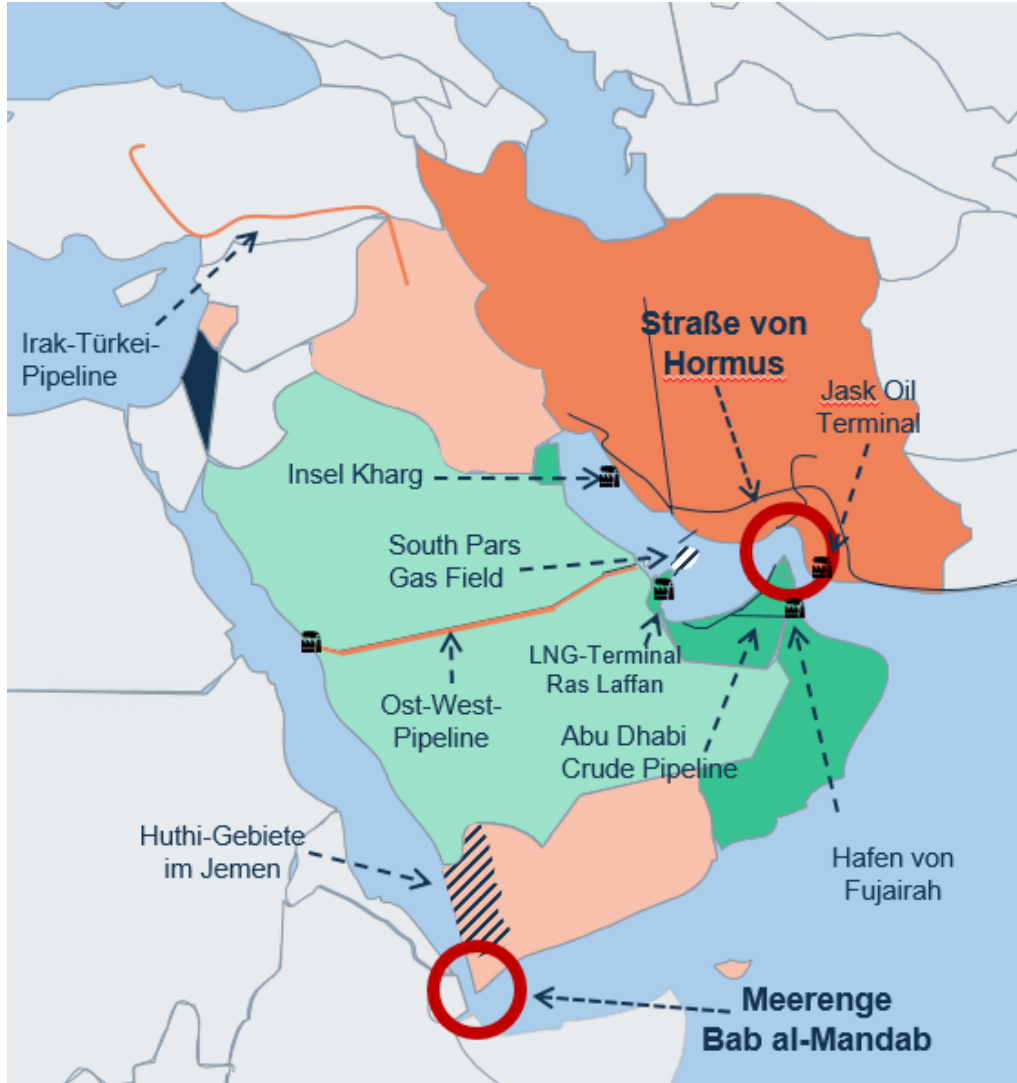 Irak-Türkei-
Pipeline
Straße von
Hormus
Jask Oil
Terminal
Insel Kharg
South Pars
Gas Field
LNG-Terminal
Ras Laffan
Ost-West-
Pipeline
Abu Dhabi
Crude Pipeline
Huthi-Gebiete
im Jemen
Hafen von
Fujairah
Meerenge
Bab al-Mandab